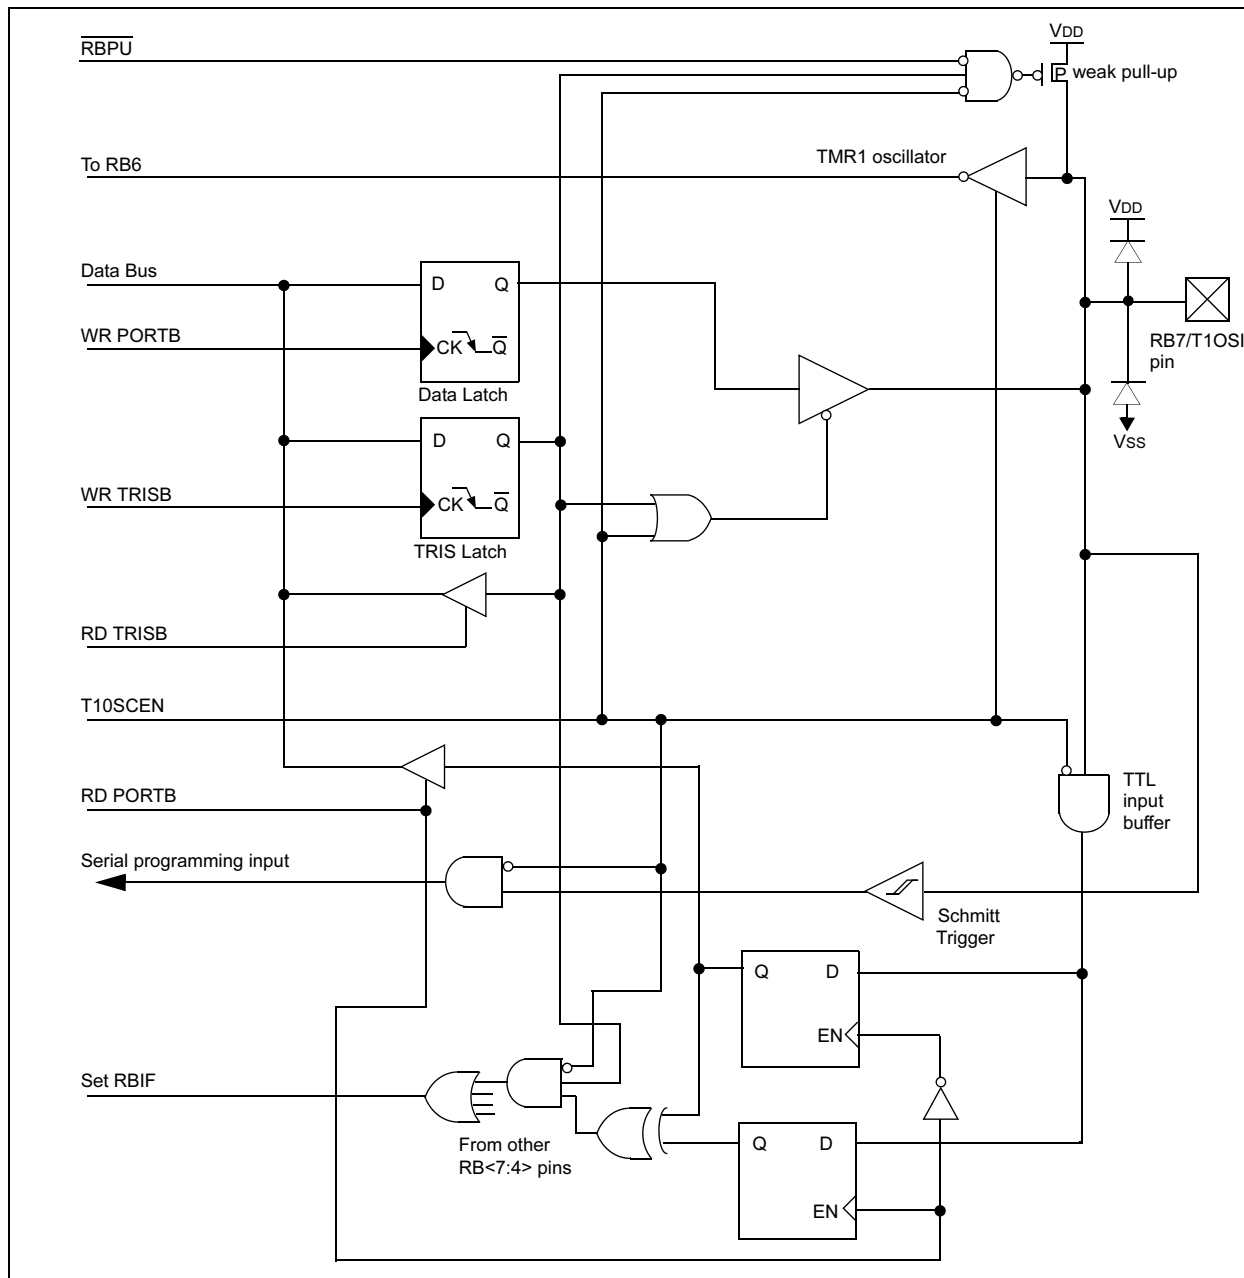 VDD
RBPU
P
weak pull-up
TMR1 oscillator
To RB6
VDD
Data Bus
D
Q
WR PORTB
CK
Q
RB7/T1OSI
pin
Data Latch
VSS
D
Q
WR TRISB
CK
Q
TRIS Latch
RD TRISB
T10SCEN
RD PORTB
TTL
input
buffer
Serial programming input
Schmitt
Trigger
Q
D
EN
Set RBIF
From other
RB<7:4> pins
Q
D
EN